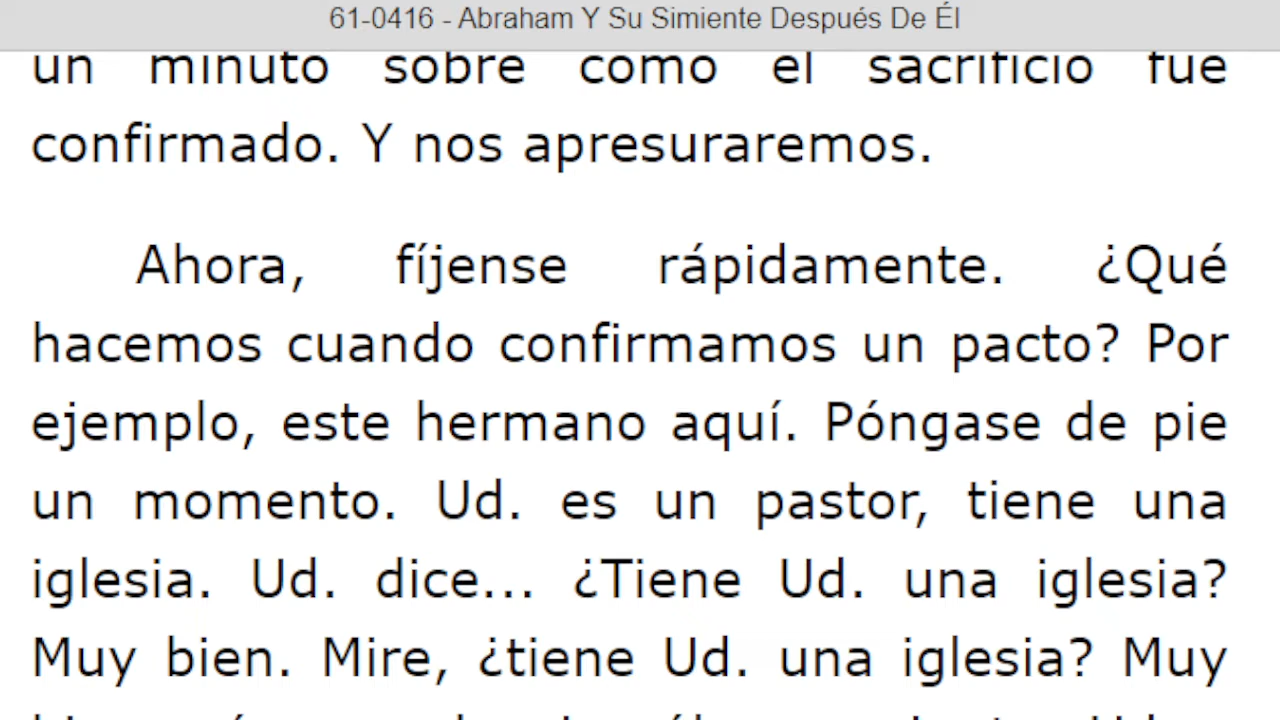 61-0416 - Abraham Y Su Simiente Después De Él
un minuto sobre cómo el sacrificio fue
confirmado. Y nos apresuraremos.
Ahora, fíjense rápidamente. ¿Qué
hacemos cuando confirmamos un pacto? Por
ejemplo, este hermano aquí. Póngase de pie
un momento. Ud. es un pastor, tiene una
iglesia. Ud. dice... ¿Tiene Ud. una iglesia?
Muy bien. Mire, ¿tiene Ud. una iglesia? Muy